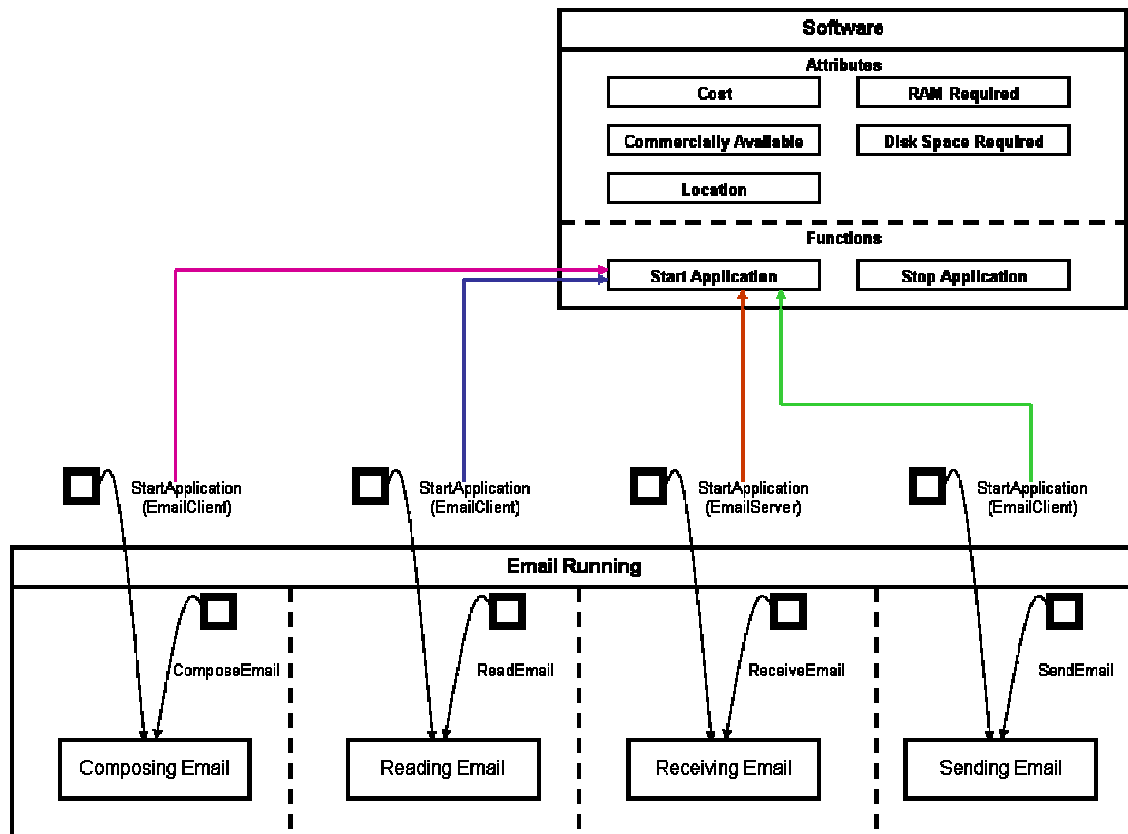 Software
Attributes
Cost
RAM Required
Commercially Available
Disk Space Required
Location
Functions
Start Application
Stop Application
StartApplication
(EmailClient)
StartApplication
(EmailClient)
StartApplication
(EmailServer)
StartApplication
(EmailClient)
Email Running
ComposeEmail
ReadEmail
ReceiveEmail
SendEmail
Composing Email
Reading Email
Receiving Email
Sending Email